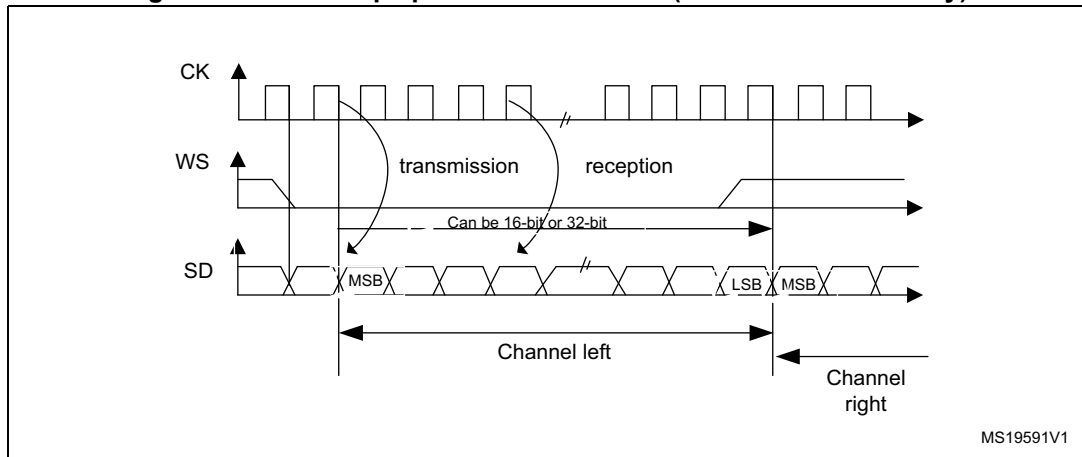 CK
WS
transmission
reception
Can be 16-bit or 32-bit
SD
MSB
LSB
MSB
Channel left
Channel
right
MS19591V1